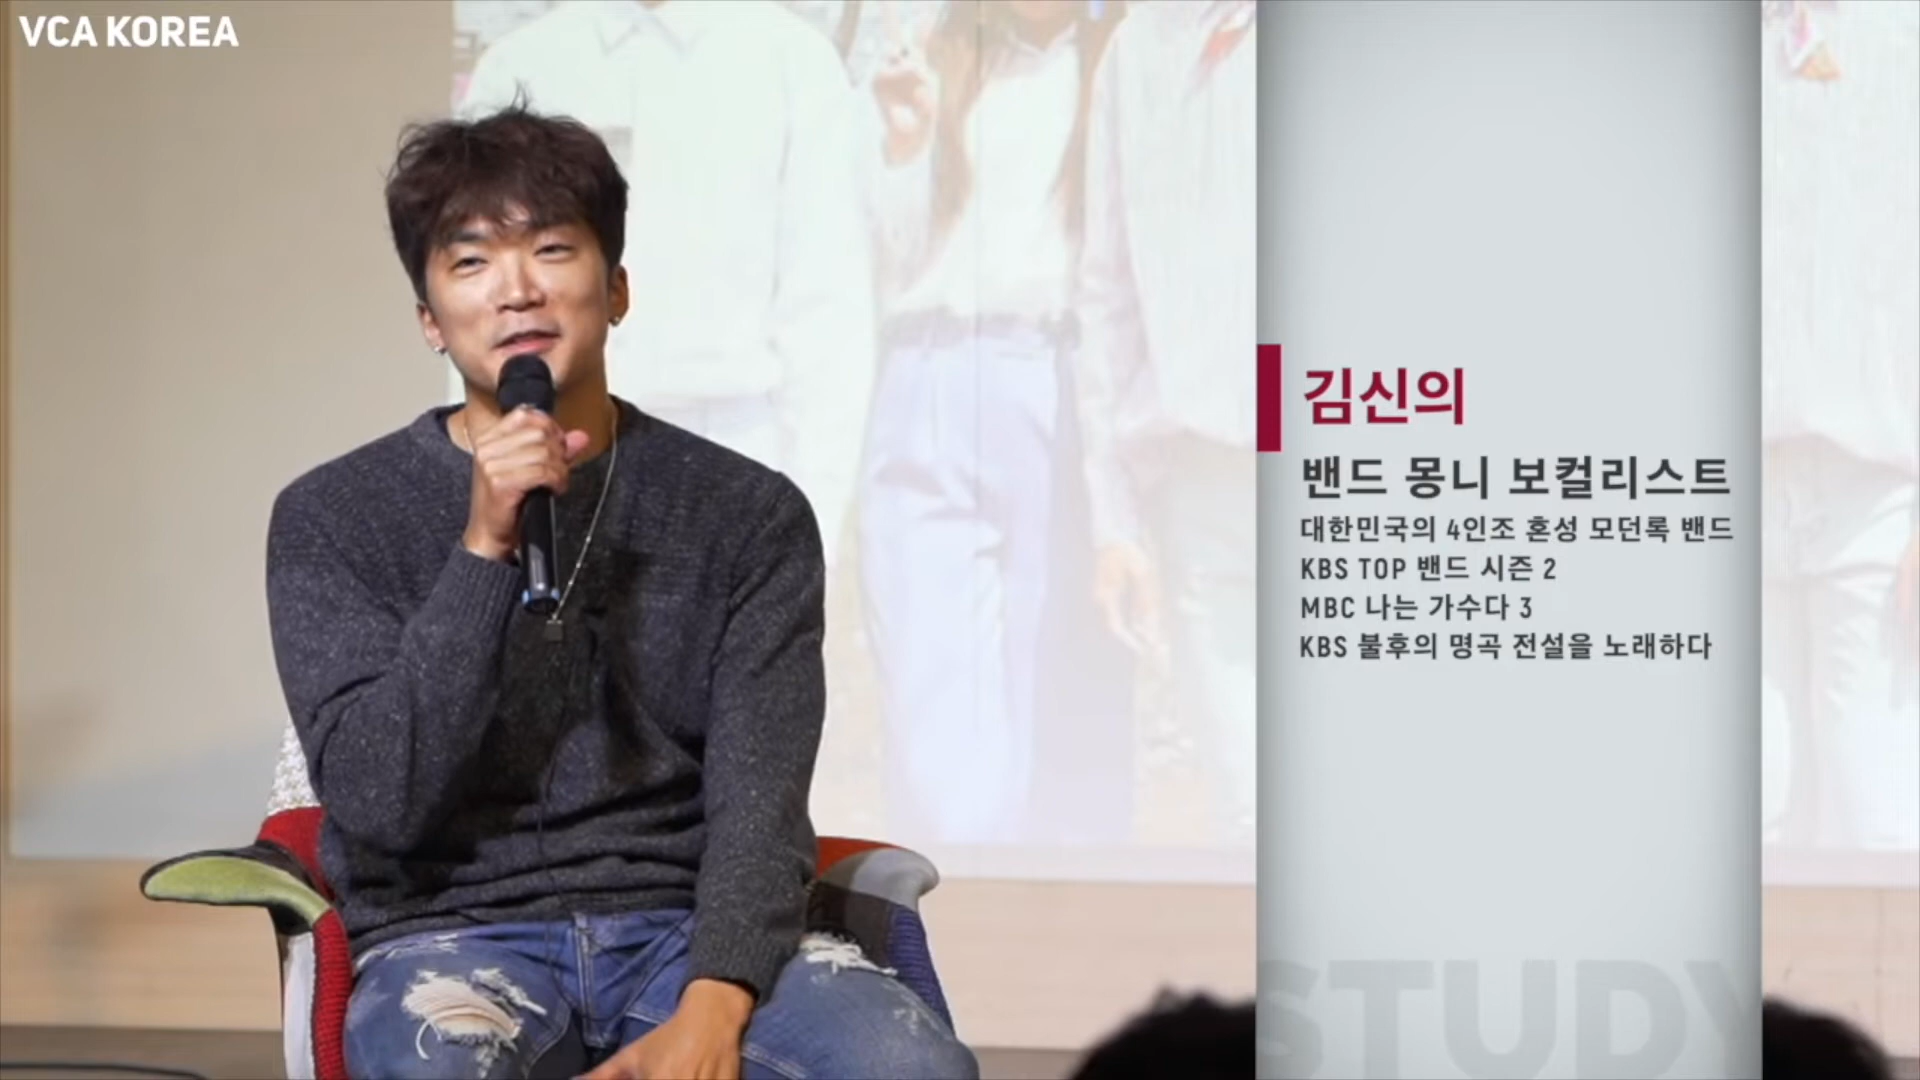 VCA KOREA
김신의
밴드 몽니 보컬리스트
대한민국의 4인조 혼성 모던록 밴드
KBS TOP 밴드 시즌 2
MBC 나는 가수다 3
KBS 불후의 명곡 전설을 노래하다
STUDY